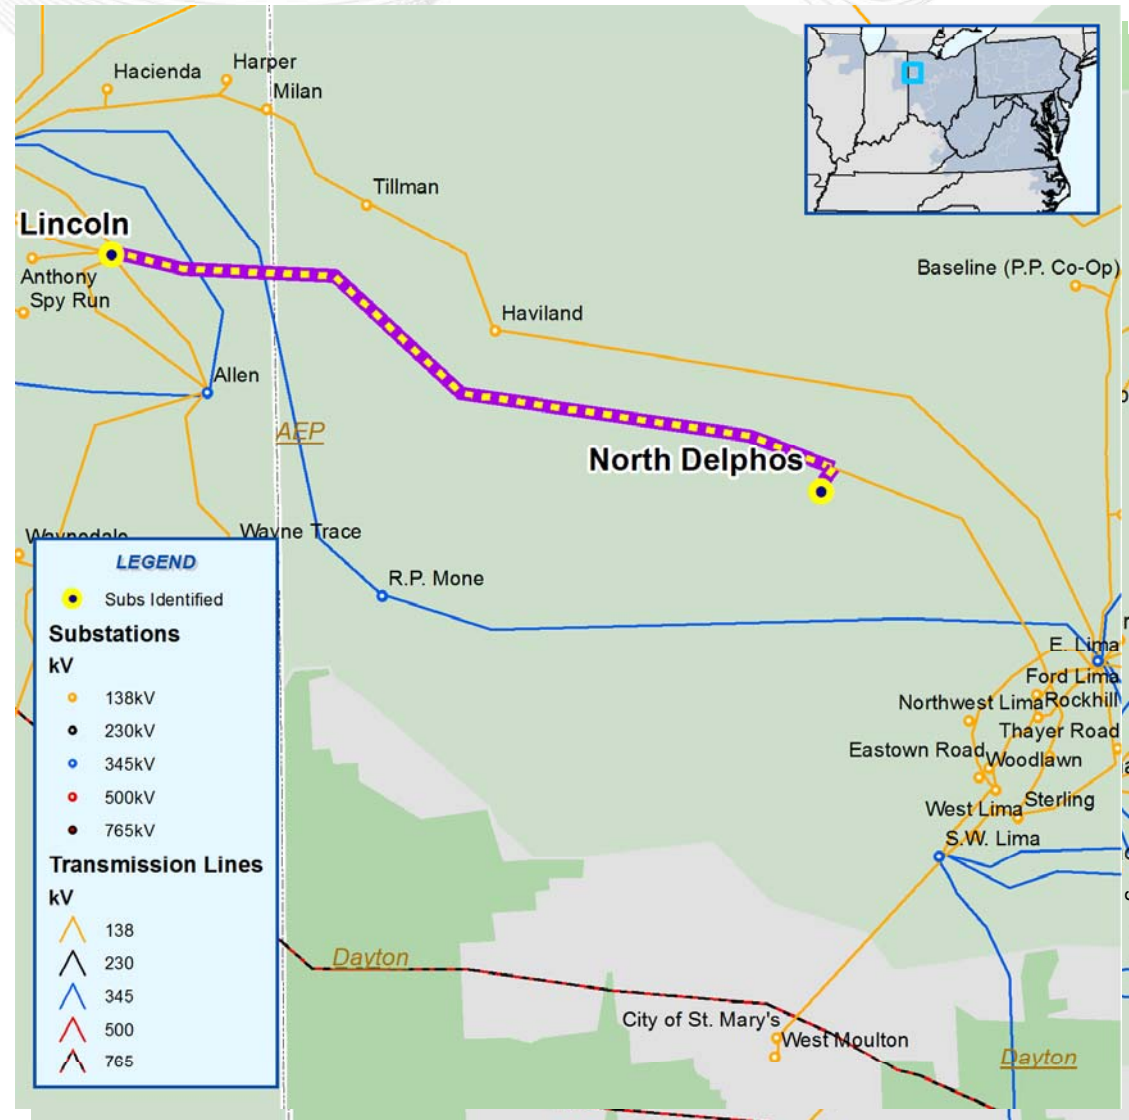 Hacienda
Harper
Milan
Tillman
Lincoln
Anthony
Spy Run
Haviland
Baseline (P.P. Co-Op)
Allen
AEP
North Delphos
Waynedale
Wayne Trace
R.P. Mone
E. Lima
Ford Lima
Northwest Lima
Rockhill
Thayer Road
Eastown Road
Woodlawn
West Lima
Sterling
S.W. Lima
Dayton
City of St. Mary's
West Moulton
Dayton
LEGEND
Subs Identified
Substations
kV
138kV
230kV
345kV
500kV
765kV
Transmission Lines
kV
138
230
345
500
765